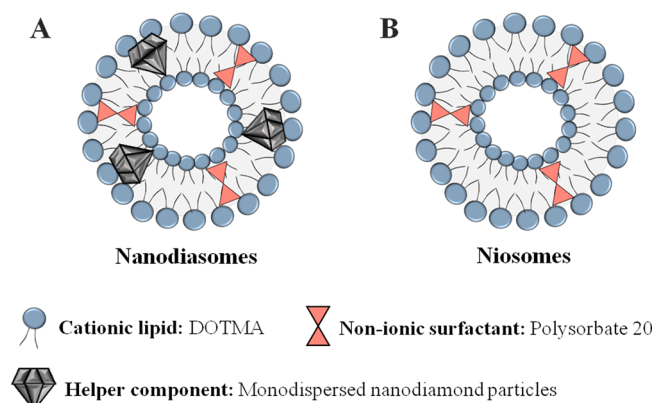 A
B
Nanodiasomes
Niosomes
Cationic lipid: DOTMA
Non-ionic surfactant: Polysorbate 20
Helper component: Monodispersed nanodiamond particles